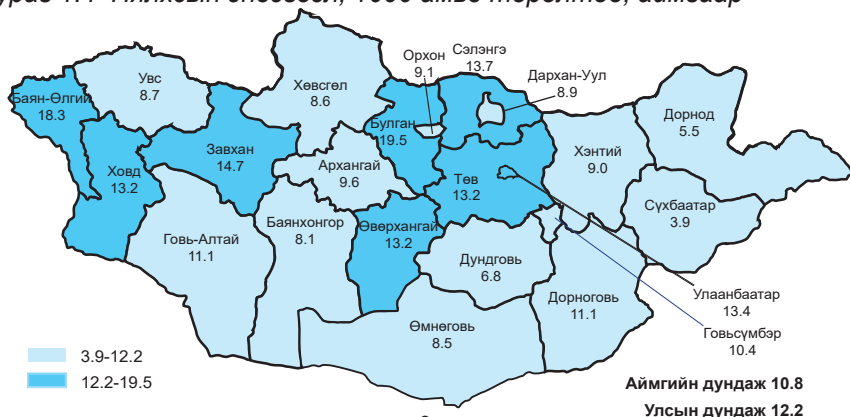 Увс
8.7
Баян-Өлгий
18.3
Ховд
13.2
Завхан
14.7
Хөвсгөл
8.6
Орхон
9.1
Сэлэнгэ
13.7
Дархан-Уул
8.9
Булган
19.5
Архангай
9.6
Төв
13.2
Хэнтий
9.0
Дорнод
5.5
Сүхбаатар
3.9
Говь-Алтай
11.1
Баянхонгор
8.1
Өвөрхангай
13.2
Дундговь
6.8
Дорноговь
11.1
Өмнөговь
8.5
Улаанбаатар
13.4
Говьсүмбэр
10.4
3.9-12.2
12.2-19.5
Аймгийн дундаж 10.8
Улсын дундаж 12.2